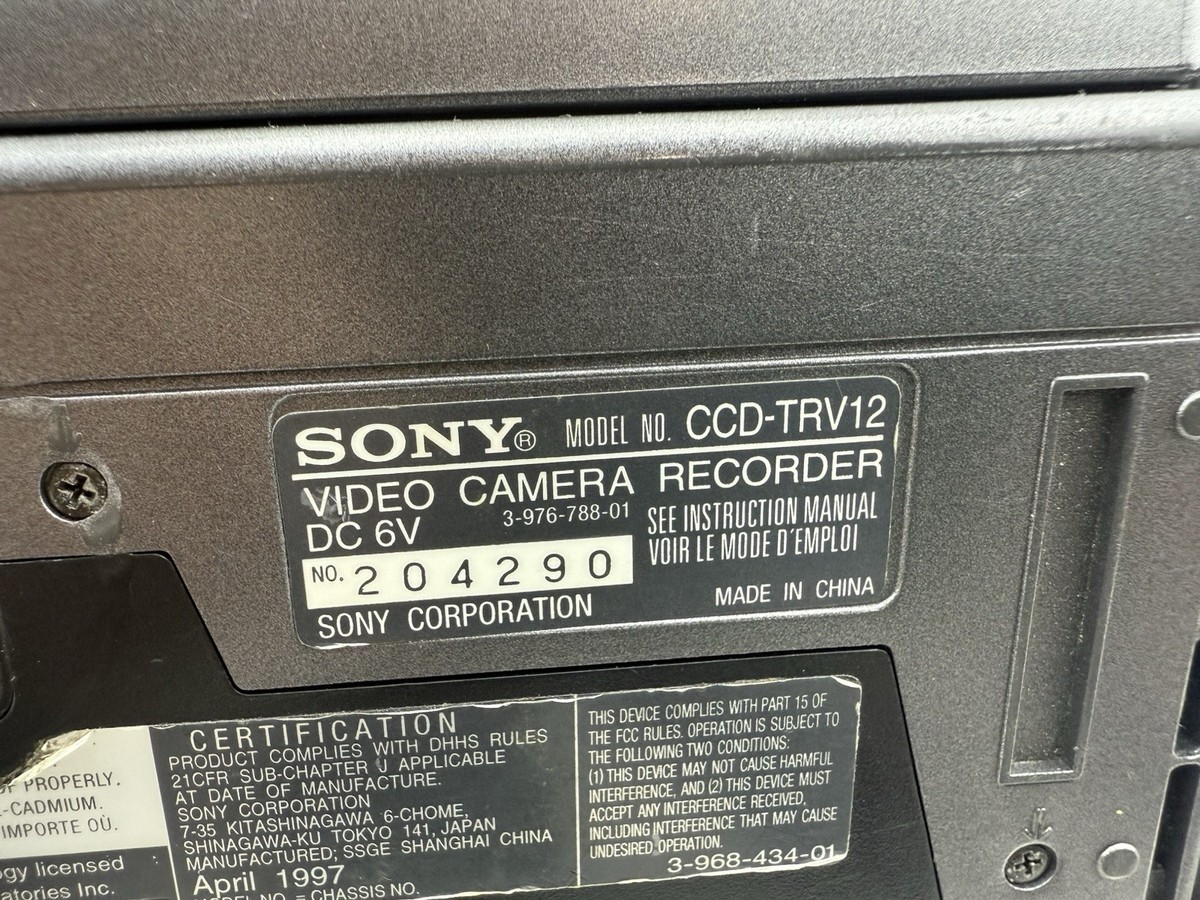 SONY® MODEL NO. CCD-TRV12
VIDEO CAMERA RECORDER
DC 6V 3-976-788-01
SEE INSTRUCTION MANUAL
VOIR LE MODE D'EMPLOI
NO. 204290
SONY CORPORATION
MADE IN CHINA
PROPERLY.
-CADMIUM.
IMPORTE OÙ.
ogy licensed
atories Inc.
CERTIFICATION
PRODUCT COMPLIES WITH DHHS RULES
21CFR SUB-CHAPTER J APPLICABLE
AT DATE OF MANUFACTURE.
SONY CORPORATION
7-35 KITASHINAGAWA 6-CHOME,
SHINAGAWA-KU TOKYO 141, JAPAN
MANUFACTURED; SSGE SHANGHAI CHINA
April 1997
MODEL NO. = CHASSIS NO.
THIS DEVICE COMPLIES WITH PART 15 OF
THE FCC RULES. OPERATION IS SUBJECT TO
THE FOLLOWING TWO CONDITIONS:
(1) THIS DEVICE MAY NOT CAUSE HARMFUL
INTERFERENCE, AND (2) THIS DEVICE MUST
ACCEPT ANY INTERFERENCE RECEIVED,
INCLUDING INTERFERENCE THAT MAY CAUSE
UNDESIRED OPERATION.
3-968-434-01